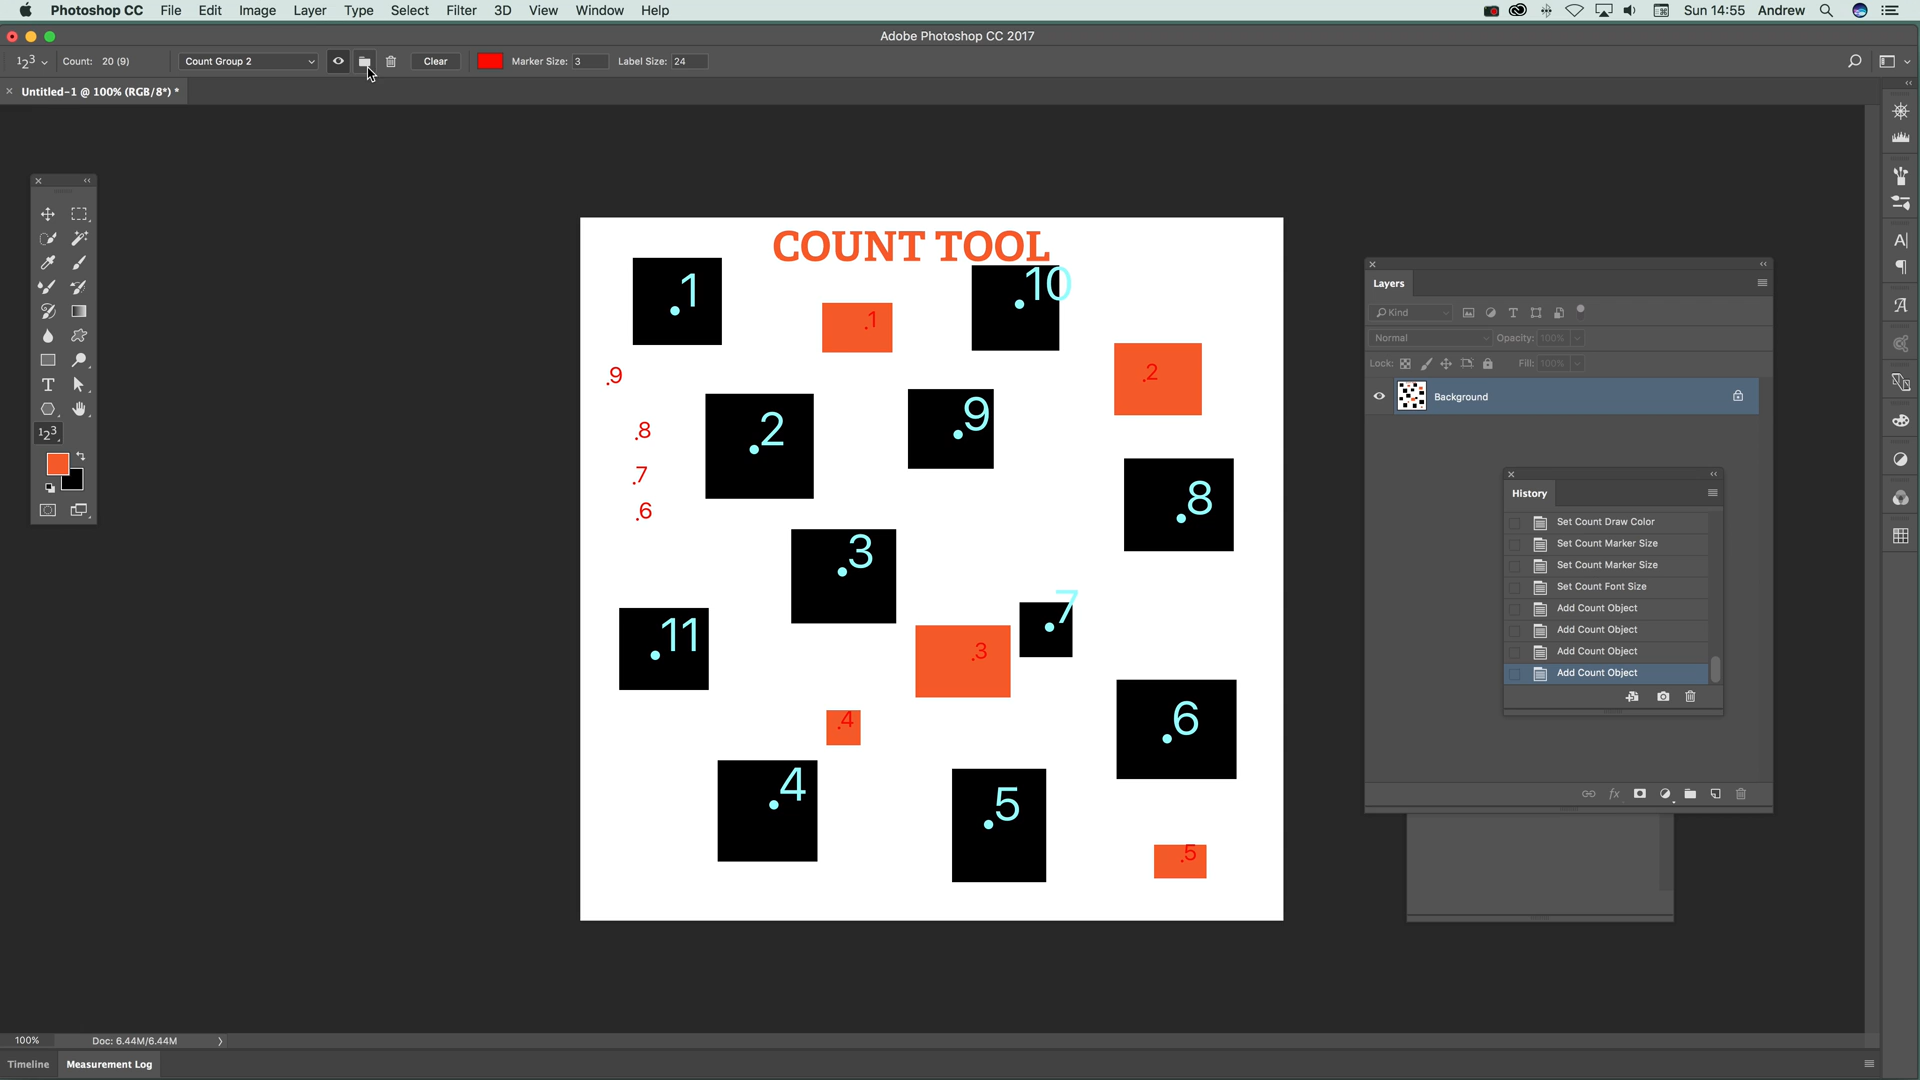 Photoshop CC File Edit Image Layer Type Select Filter 3D View Window Help Sun 14:55 Andrew
Adobe Photoshop CC 2017
Count: 20 (9) Count Group 2 Clear Marker Size: 3 Label Size: 24
Untitled-1 @ 100% (RGB/8*) *
COUNT TOOL
1
10
1
2
9
2
9
8
7
8
6
3
7
11
3
4
6
4
5
5
Layers
Kind
Normal Opacity: 100%
Lock: Fill: 100%
Background
History
Set Count Draw Color
Set Count Marker Size
Set Count Marker Size
Set Count Font Size
Add Count Object
Add Count Object
Add Count Object
Add Count Object
100% Doc: 6.44M/6.44M
Timeline Measurement Log